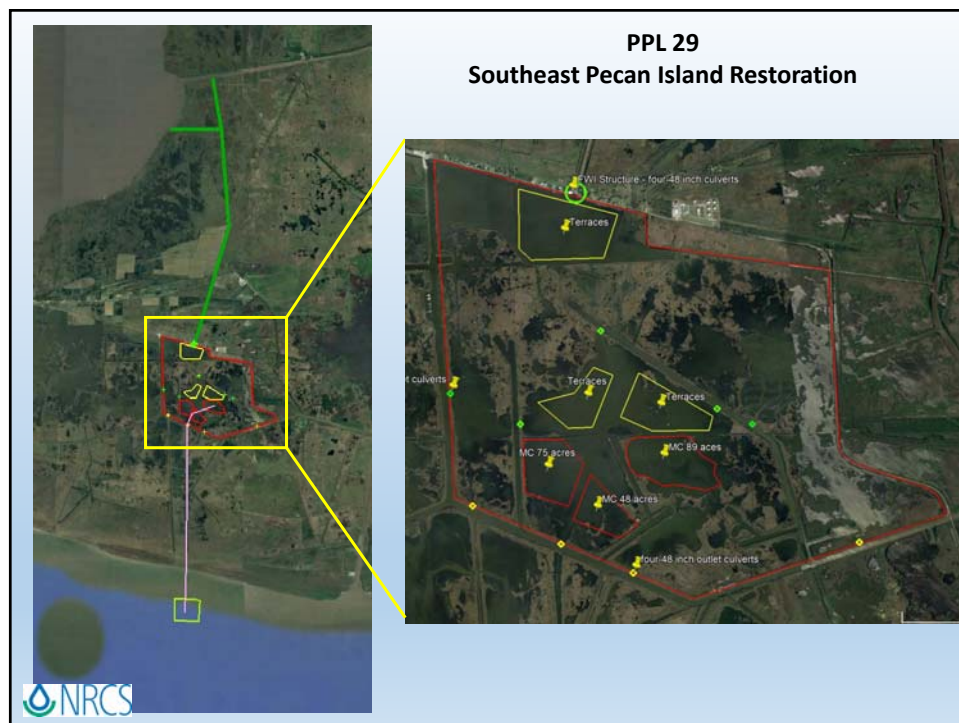 PPL 29
Southeast Pecan Island Restoration
FWI Structure - four-48 inch culverts
Terraces
et culverts
Terraces
Terraces
MC 75 acres
MC 89 aces
MC 48 acres
four-48 inch outlet culverts
NRCS